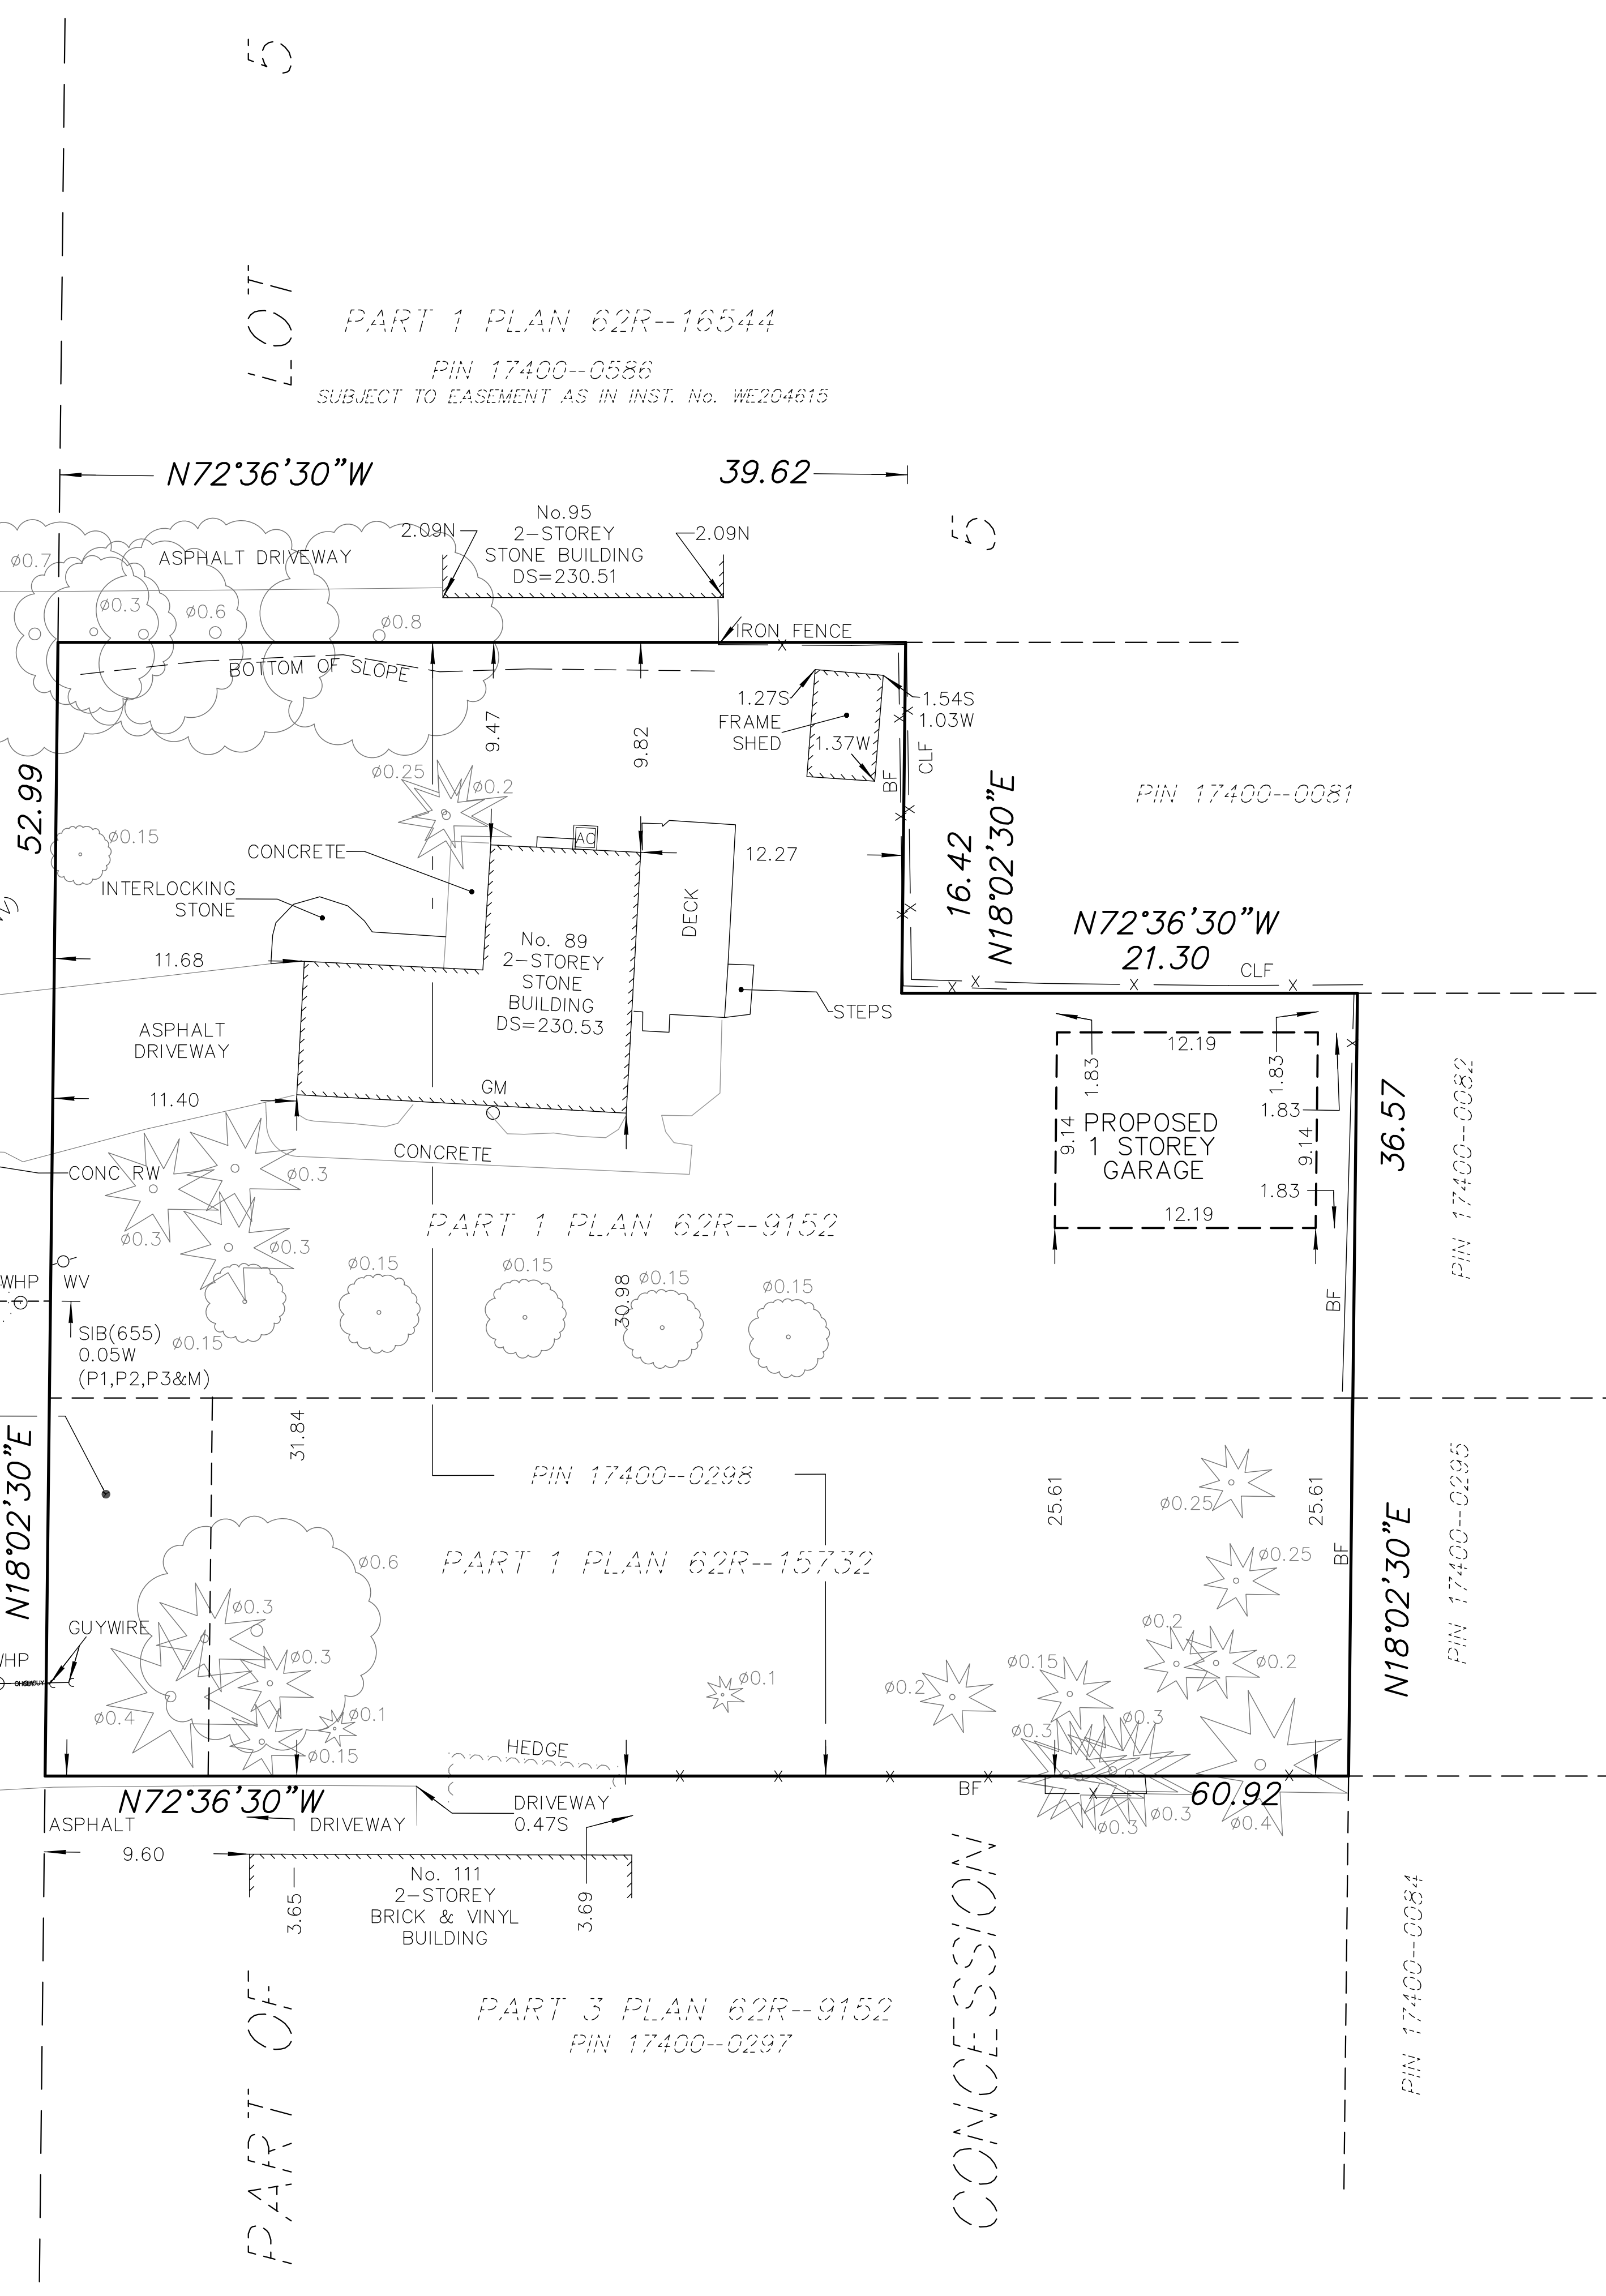 LOT 5
PART 1 PLAN 62R--16544
PIN 17400--0586
SUBJECT TO EASEMENT AS IN INST. No. WE204615
N72°36'30"W
39.62
5
2.09N
No.95
2-STOREY
STONE BUILDING
DS=230.51
2.09N
ASPHALT DRIVEWAY
ø0.7
ø0.3
ø0.6
ø0.8
IRON FENCE
BOTTOM OF SLOPE
1.27S
1.54S
1.03W
FRAME
SHED
1.37W
BF
CLF
9.47
9.82
52.99
ø0.25
ø0.2
ø0.15
PIN 17400--0081
16.42
N18°02'30"E
CONCRETE
AC
12.27
INTERLOCKING
STONE
DECK
N72°36'30"W
21.30
CLF
No. 89
2-STOREY
STONE
BUILDING
DS=230.53
11.68
STEPS
ASPHALT
DRIVEWAY
12.19
1.83
1.83
1.83
GM
11.40
PROPOSED
1 STOREY
GARAGE
9.14
9.14
36.57
PIN 17400--0082
CONCRETE
CONC RW
ø0.3
1.83
12.19
PART 1 PLAN 62R--9152
ø0.3
ø0.3
WHP
WV
ø0.15
ø0.15
30.98
ø0.15
ø0.15
BF
SIB(655)
0.05W
(P1,P2,P3&M)
ø0.15
31.84
N18°02'30"E
PIN 17400--0298
25.61
ø0.25
25.61
PIN 17400--0295
PART 1 PLAN 62R--15732
ø0.6
ø0.25
BF
N18°02'30"E
ø0.3
GUYWIRE
WHP
ø0.3
ø0.2
ø0.2
ø0.15
ø0.1
ø0.2
ø0.4
ø0.1
ø0.3
ø0.3
ø0.15
HEDGE
N72°36'30"W
BF
60.92
ASPHALT
DRIVEWAY
DRIVEWAY
0.47S
ø0.3
ø0.3
ø0.4
9.60
3.65
No. 111
2-STOREY
BRICK & VINYL
BUILDING
3.69
PIN 17400--0084
PART 3 PLAN 62R--9152
PIN 17400--0297
PART OF
CONCESSION